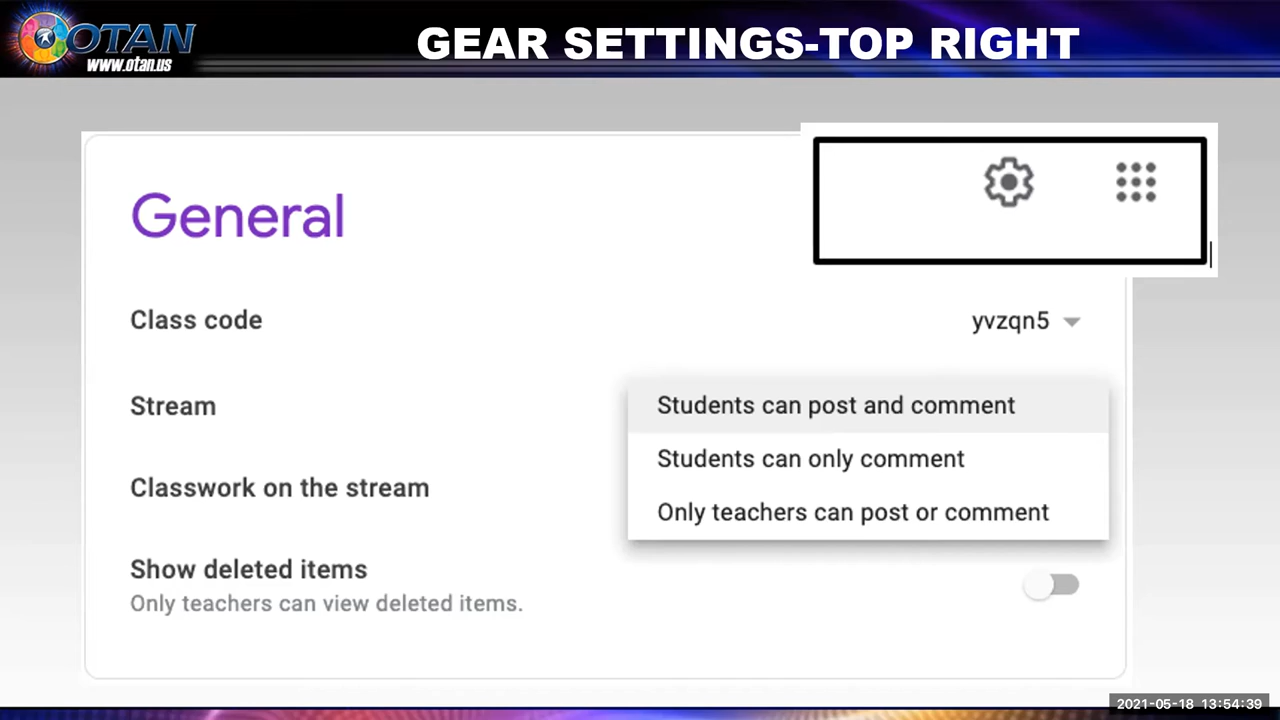 OTAN
www.otan.us
GEAR SETTINGS-TOP RIGHT
General
Class code
yvzqn5
Stream
Students can post and comment
Students can only comment
Classwork on the stream
Only teachers can post or comment
Show deleted items
Only teachers can view deleted items.
2021-05-18 13:54:39